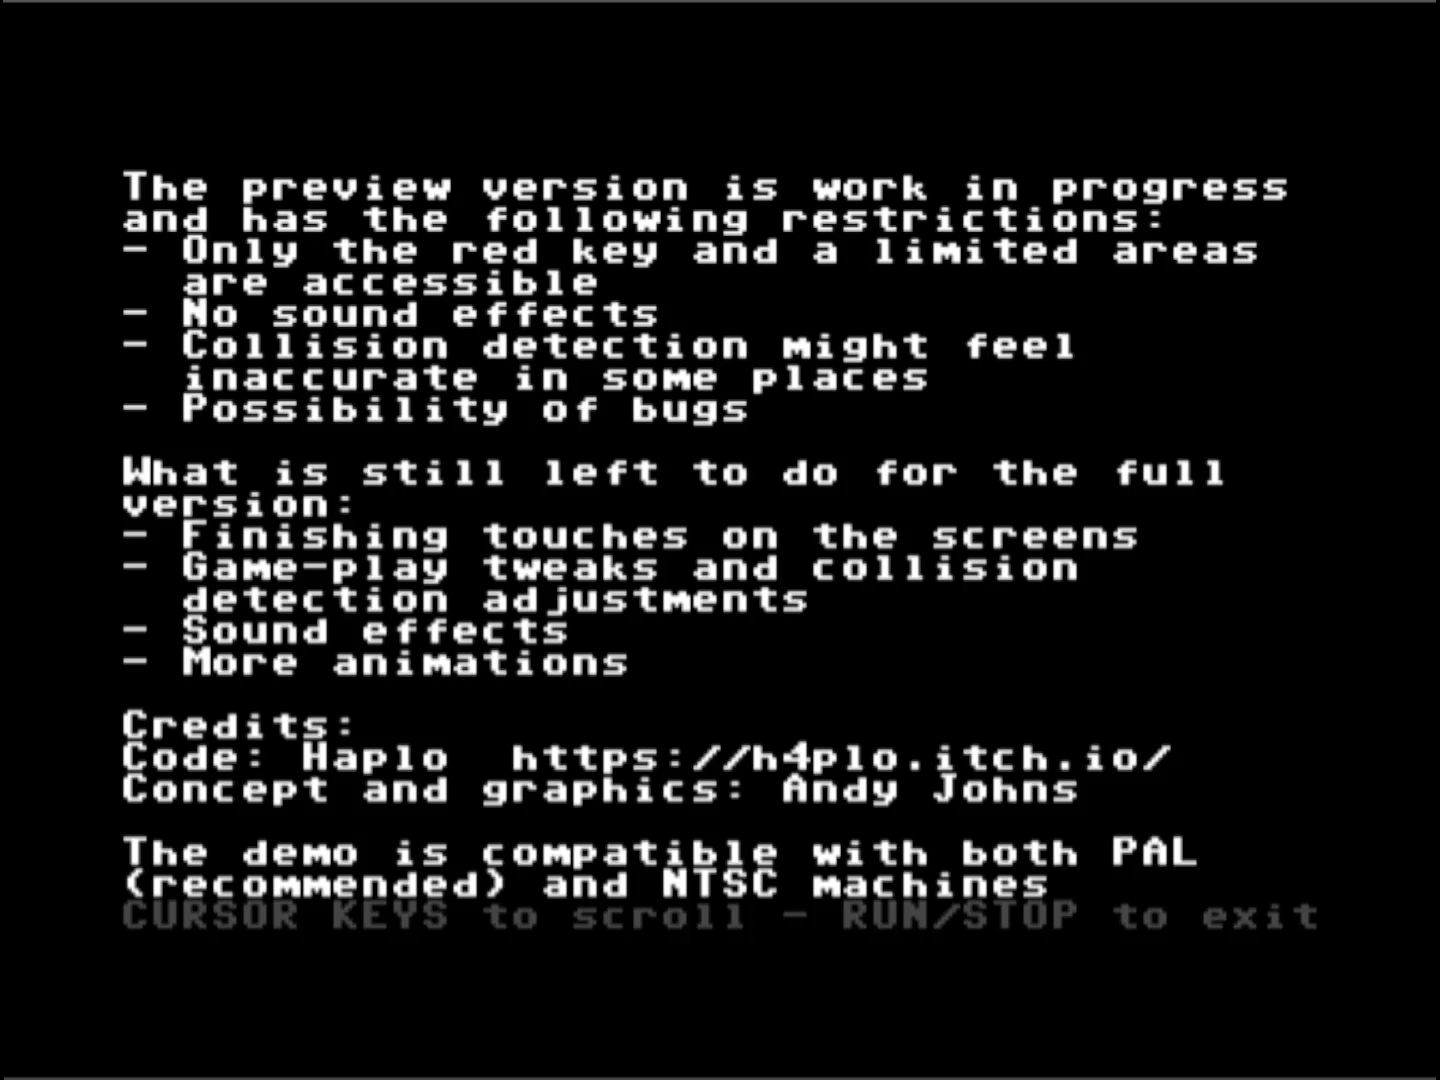 The preview version is work in progress
and has the following restrictions:
- Only the red key and a limited areas
are accessible
- No sound effects
- Collision detection might feel
inaccurate in some places
- Possibility of bugs
What is still left to do for the full
version:
- Finishing touches on the screens
- Game-play tweaks and collision
detection adjustments
- Sound effects
- More animations
Credits:
Code: Haplo  https://h4plo.itch.io/
Concept and graphics: Andy Johns
The demo is compatible with both PAL
(recommended) and NTSC machines
CURSOR KEYS to scroll - RUN/STOP to exit